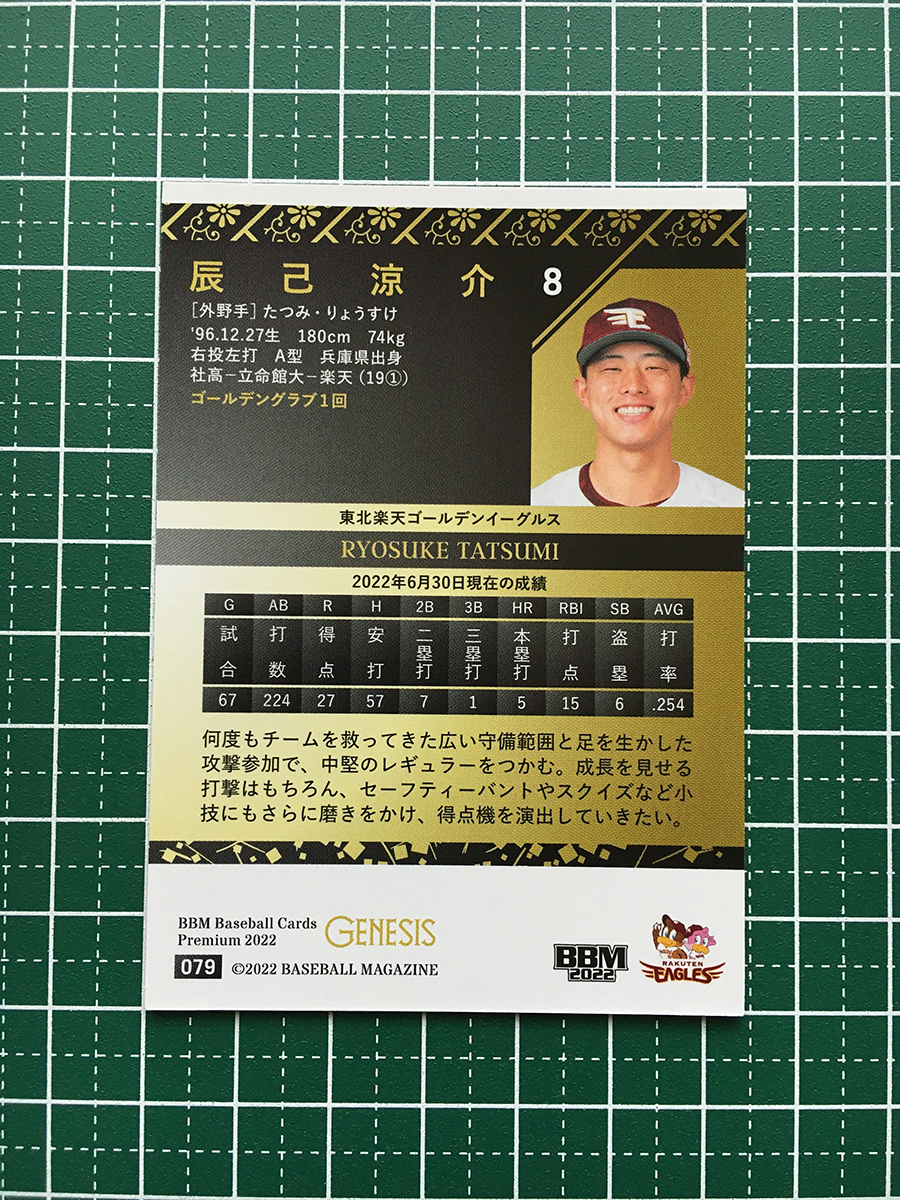 辰己涼介 8
[外野手] たつみ・りょうすけ
'96.12.27生 180cm 74kg
右投左打 A型 兵庫県出身
社高－立命館大－楽天 (19①)
ゴールデングラブ1回
東北楽天ゴールデンイーグルス
RYOSUKE TATSUMI
2022年6月30日現在の成績
G AB R H 2B 3B HR RBI SB AVG
試合 打数 得点 安打 二塁打 三塁打 本塁打 打点 盗塁 打率
67 224 27 57 7 1 5 15 6 .254
何度もチームを救ってきた広い守備範囲と足を生かした
攻撃参加で、中堅のレギュラーをつかむ。成長を見せる
打撃はもちろん、セーフティーバントやスクイズなど小
技にもさらに磨きをかけ、得点機を演出していきたい。
BBM Baseball Cards
Premium 2022
GENESIS
079 ©2022 BASEBALL MAGAZINE
BBM
2022
RAKUTEN
EAGLES